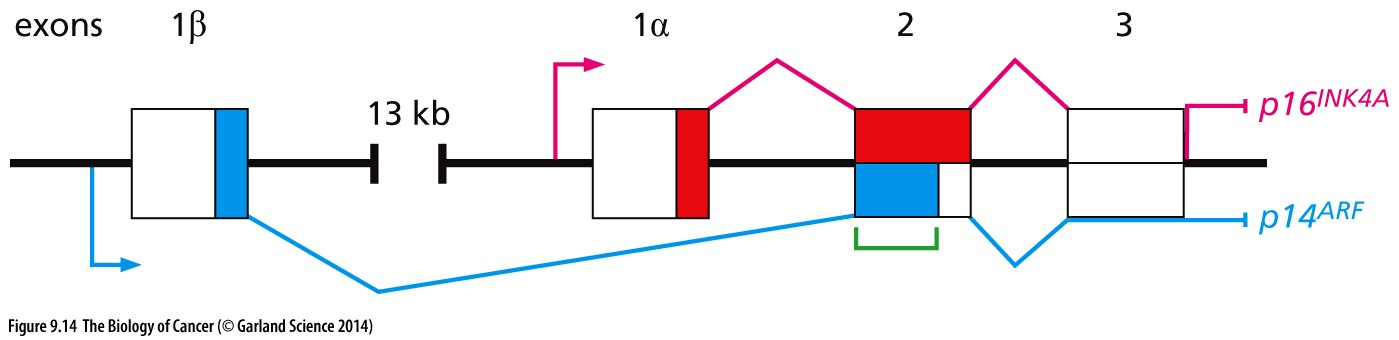 exons 1β 1α 2 3
13 kb
p16INK4A
p14ARF
Figure 9.14 The Biology of Cancer (© Garland Science 2014)